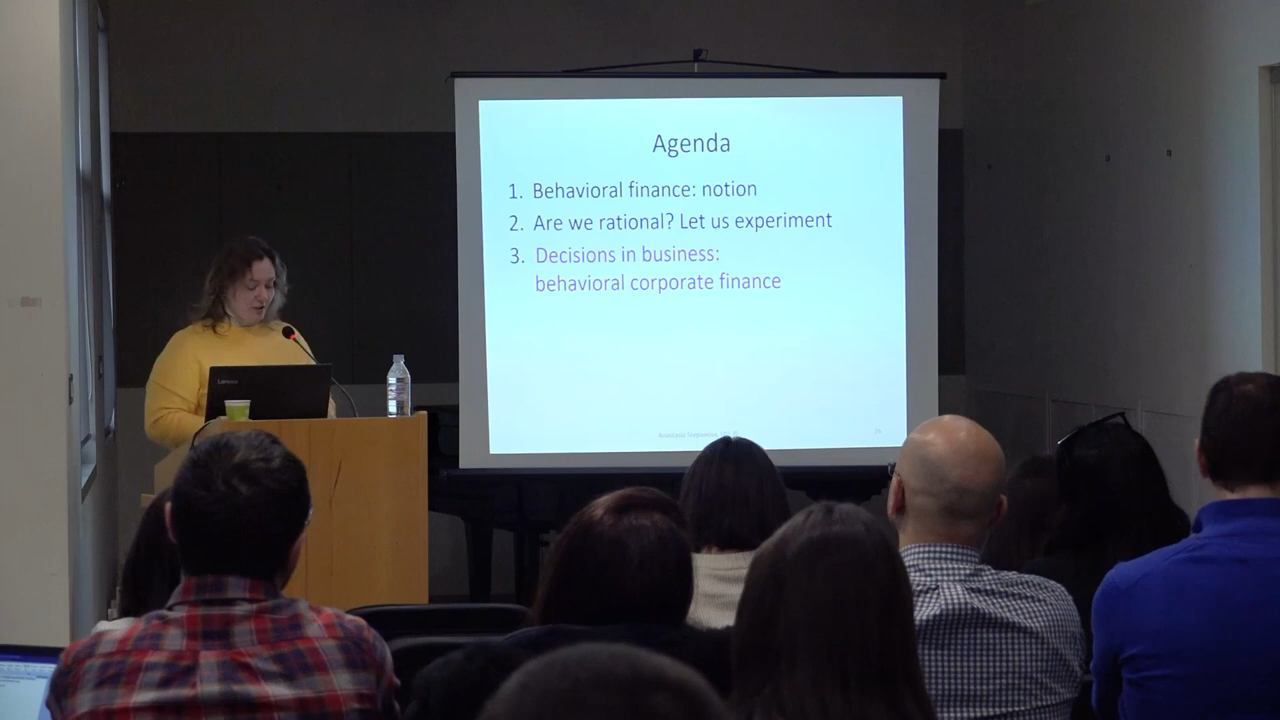 Agenda
1. Behavioral finance: notion
2. Are we rational? Let us experiment
3. Decisions in business:
behavioral corporate finance
Lenovo